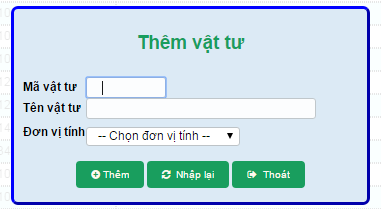 Thêm vật tư
Mã vật tư
Tên vật tư
Đơn vị tính -- Chọn đơn vị tính --
Thêm Nhập lại Thoát